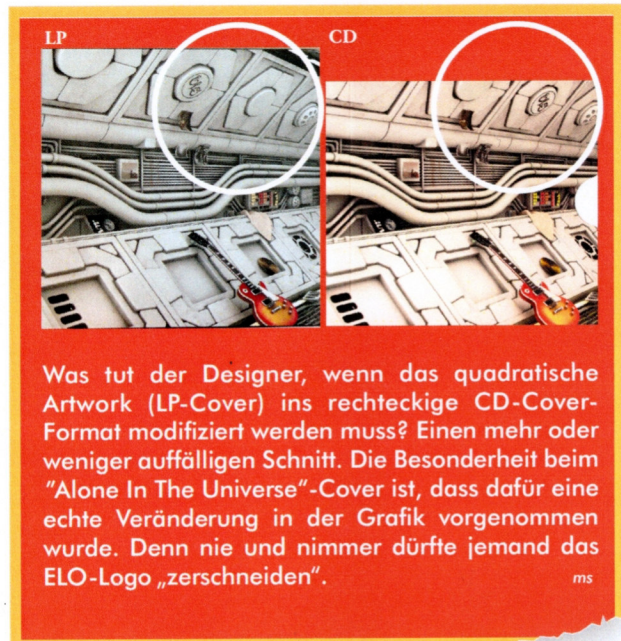 LP
CD
Was tut der Designer, wenn das quadratische
Artwork (LP-Cover) ins rechteckige CD-Cover-
Format modifiziert werden muss? Einen mehr oder
weniger auffälligen Schnitt. Die Besonderheit beim
"Alone In The Universe“-Cover ist, dass dafür eine
echte Veränderung in der Grafik vorgenommen
wurde. Denn nie und nimmer dürfte jemand das
ELO-Logo „zerschneiden“.
ms